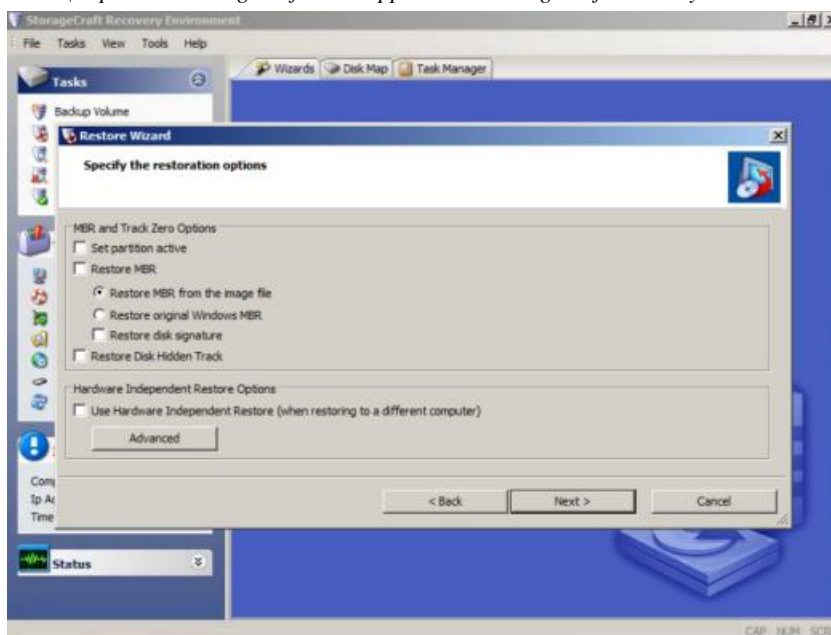 StorageCraft Recovery Environment
File Tasks View Tools Help
Tasks
Wizards Disk Map Task Manager
Backup Volume
Restore Wizard
Specify the restoration options
MBR and Track Zero Options
Set partition active
Restore MBR
Restore MBR from the image file
Restore original Windows MBR
Restore disk signature
Restore Disk Hidden Track
Hardware Independent Restore Options
Use Hardware Independent Restore (when restoring to a different computer)
Advanced
< Back Next > Cancel
Ip
Time
Status
CAP NUM